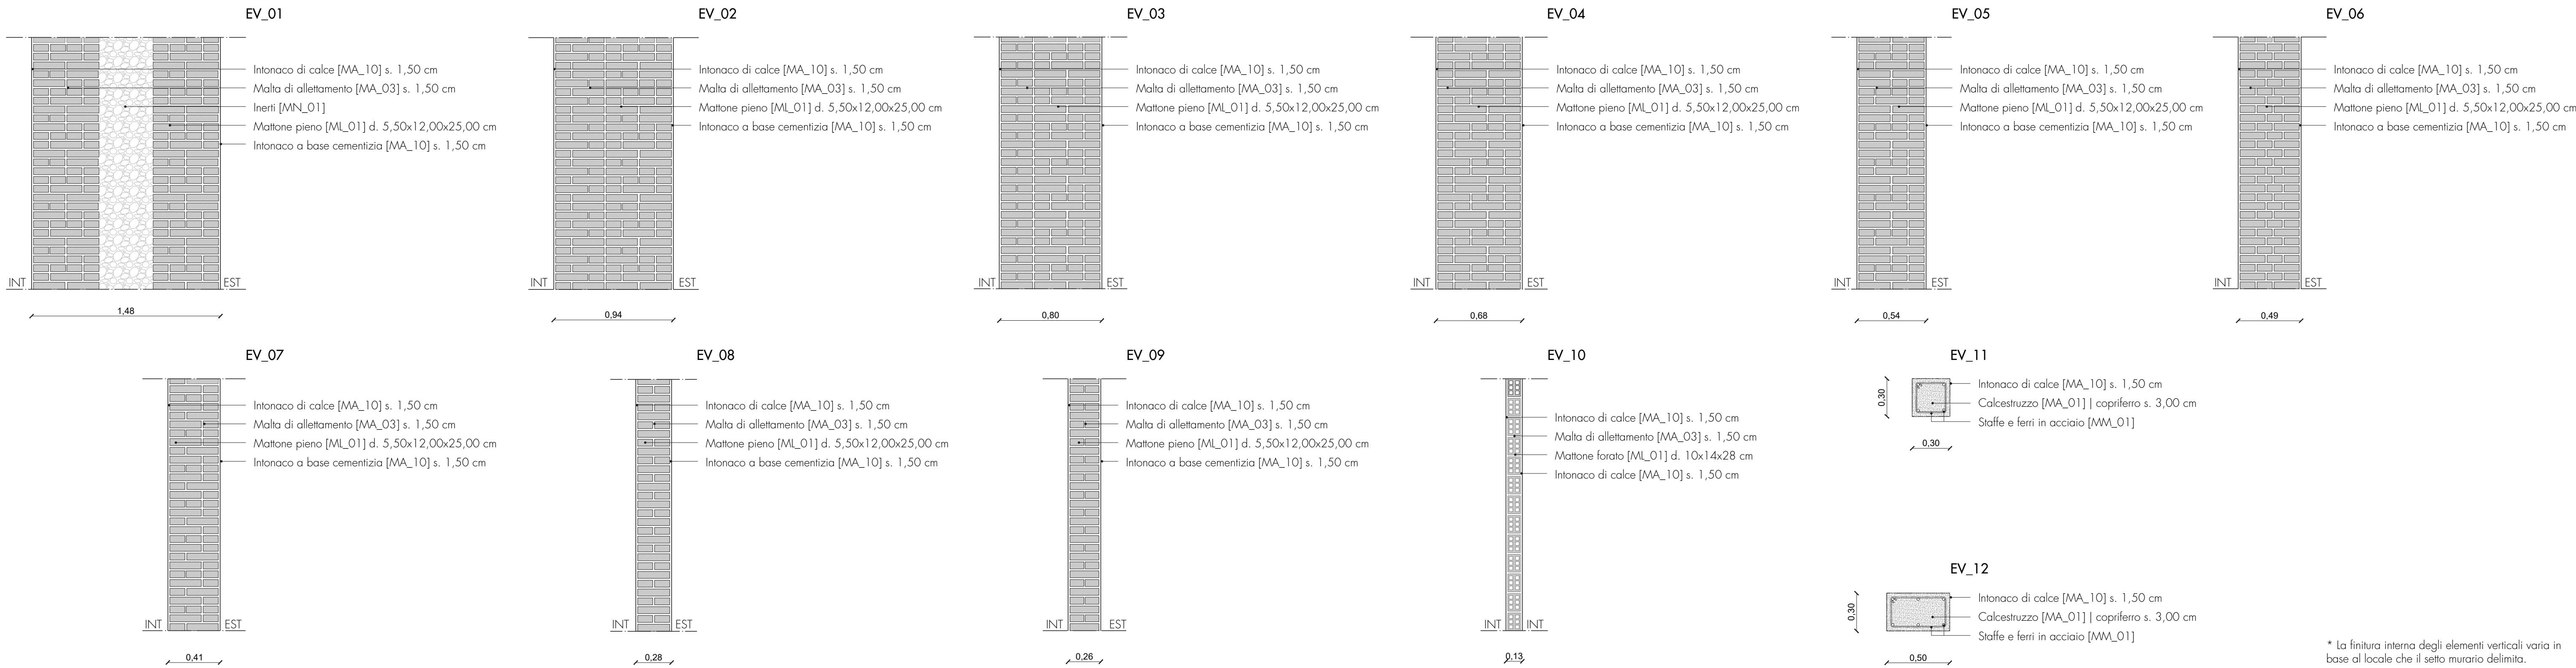 EV_01
Intonaco di calce [MA_10] s. 1,50 cm
Malta di allettamento [MA_03] s. 1,50 cm
Inerti [MN_01]
Mattone pieno [ML_01] d. 5,50x12,00x25,00 cm
Intonaco a base cementizia [MA_10] s. 1,50 cm
INT
EST
1,48
EV_02
Intonaco di calce [MA_10] s. 1,50 cm
Malta di allettamento [MA_03] s. 1,50 cm
Mattone pieno [ML_01] d. 5,50x12,00x25,00 cm
Intonaco a base cementizia [MA_10] s. 1,50 cm
INT
EST
0,94
EV_03
Intonaco di calce [MA_10] s. 1,50 cm
Malta di allettamento [MA_03] s. 1,50 cm
Mattone pieno [ML_01] d. 5,50x12,00x25,00 cm
Intonaco a base cementizia [MA_10] s. 1,50 cm
INT
EST
0,80
EV_04
Intonaco di calce [MA_10] s. 1,50 cm
Malta di allettamento [MA_03] s. 1,50 cm
Mattone pieno [ML_01] d. 5,50x12,00x25,00 cm
Intonaco a base cementizia [MA_10] s. 1,50 cm
INT
EST
0,68
EV_05
Intonaco di calce [MA_10] s. 1,50 cm
Malta di allettamento [MA_03] s. 1,50 cm
Mattone pieno [ML_01] d. 5,50x12,00x25,00 cm
Intonaco a base cementizia [MA_10] s. 1,50 cm
INT
EST
0,54
EV_06
Intonaco di calce [MA_10] s. 1,50 cm
Malta di allettamento [MA_03] s. 1,50 cm
Mattone pieno [ML_01] d. 5,50x12,00x25,00 cm
Intonaco a base cementizia [MA_10] s. 1,50 cm
INT
EST
0,49
EV_07
Intonaco di calce [MA_10] s. 1,50 cm
Malta di allettamento [MA_03] s. 1,50 cm
Mattone pieno [ML_01] d. 5,50x12,00x25,00 cm
Intonaco a base cementizia [MA_10] s. 1,50 cm
INT
EST
0,41
EV_08
Intonaco di calce [MA_10] s. 1,50 cm
Malta di allettamento [MA_03] s. 1,50 cm
Mattone pieno [ML_01] d. 5,50x12,00x25,00 cm
Intonaco a base cementizia [MA_10] s. 1,50 cm
INT
EST
0,28
EV_09
Intonaco di calce [MA_10] s. 1,50 cm
Malta di allettamento [MA_03] s. 1,50 cm
Mattone pieno [ML_01] d. 5,50x12,00x25,00 cm
Intonaco a base cementizia [MA_10] s. 1,50 cm
INT
EST
0,26
EV_10
Intonaco di calce [MA_10] s. 1,50 cm
Malta di allettamento [MA_03] s. 1,50 cm
Mattone forato [ML_01] d. 10x14x28 cm
Intonaco di calce [MA_10] s. 1,50 cm
INT
INT
0,13
EV_11
0,30
Intonaco di calce [MA_10] s. 1,50 cm
Calcestruzzo [MA_01] | copriferro s. 3,00 cm
Staffe e ferri in acciaio [MM_01]
0,30
EV_12
0,30
Intonaco di calce [MA_10] s. 1,50 cm
Calcestruzzo [MA_01] | copriferro s. 3,00 cm
Staffe e ferri in acciaio [MM_01]
0,50
* La finitura interna degli elementi verticali varia in
base al locale che il setto murario delimita.